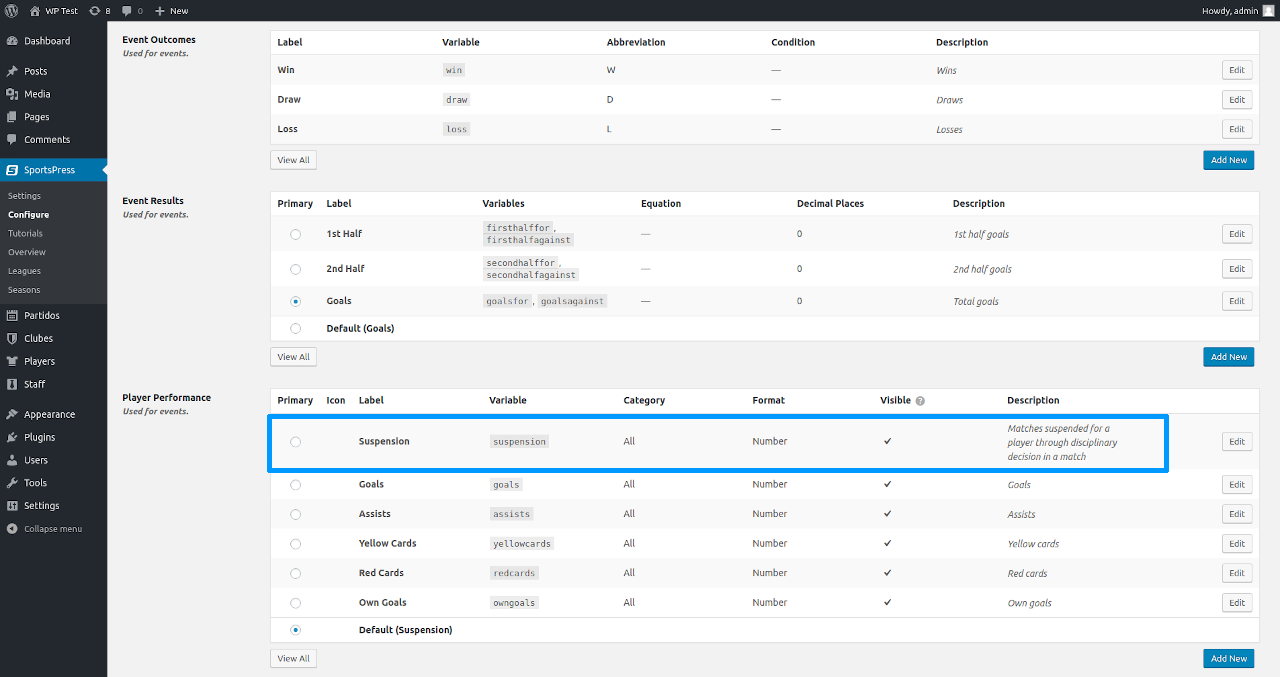 WP Test 8 0 New Howdy, admin
Dashboard
Posts
Media
Pages
Comments
SportsPress
Settings
Configure
Tutorials
Overview
Leagues
Seasons
Partidos
Clubes
Players
Staff
Appearance
Plugins
Users
Tools
Settings
Collapse menu
Event Outcomes
Used for events.
Label Variable Abbreviation Condition Description
Win win W — Wins Edit
Draw draw D — Draws Edit
Loss loss L — Losses Edit
View All Add New
Event Results
Used for events.
Primary Label Variables Equation Decimal Places Description
1st Half firsthalffor, — 0 1st half goals Edit
firsthalfagainst
2nd Half secondhalffor, — 0 2nd half goals Edit
secondhalfagainst
Goals goalsfor, goalsagainst — 0 Total goals Edit
Default (Goals)
View All Add New
Player Performance
Used for events.
Primary Icon Label Variable Category Format Visible ? Description
Suspension suspension All Number ✓ Matches suspended for a Edit
player through disciplinary
decision in a match
Goals goals All Number ✓ Goals Edit
Assists assists All Number ✓ Assists Edit
Yellow Cards yellowcards All Number ✓ Yellow cards Edit
Red Cards redcards All Number ✓ Red cards Edit
Own Goals owngoals All Number ✓ Own goals Edit
Default (Suspension)
View All Add New